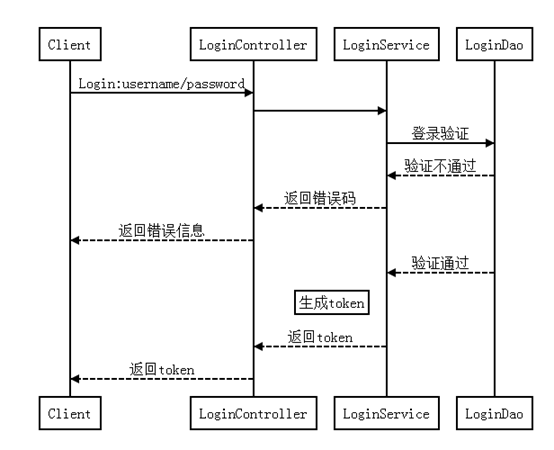 Client LoginController LoginService LoginDao
Login:username/password
登录验证
验证不通过
返回错误码
返回错误信息
验证通过
生成token
返回token
返回token
Client LoginController LoginService LoginDao